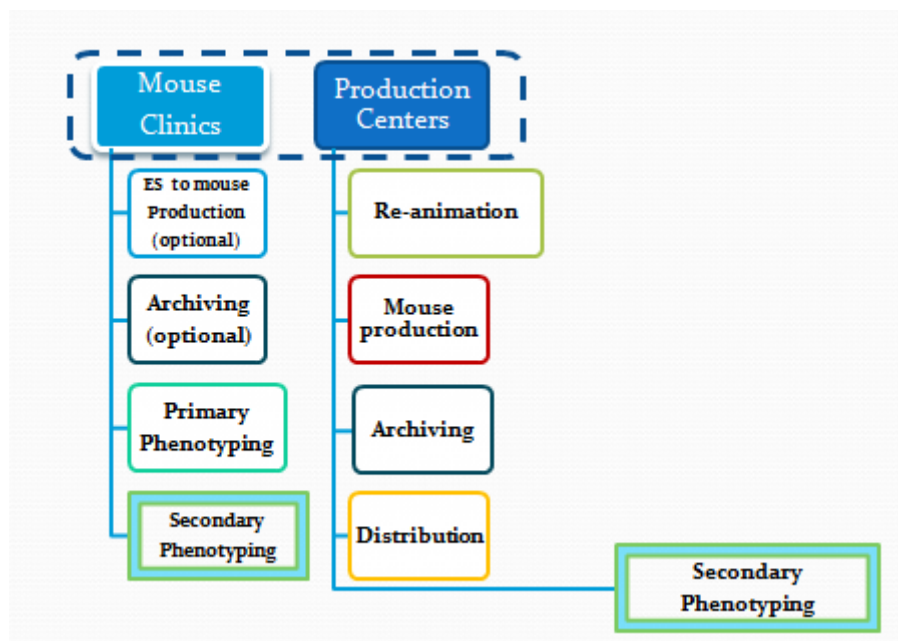 Mouse
Clinics
Production
Centers
ES to mouse
Production
(optional)
Archiving
(optional)
Primary
Phenotyping
Secondary
Phenotyping
Re-animation
Mouse
production
Archiving
Distribution
Secondary
Phenotyping